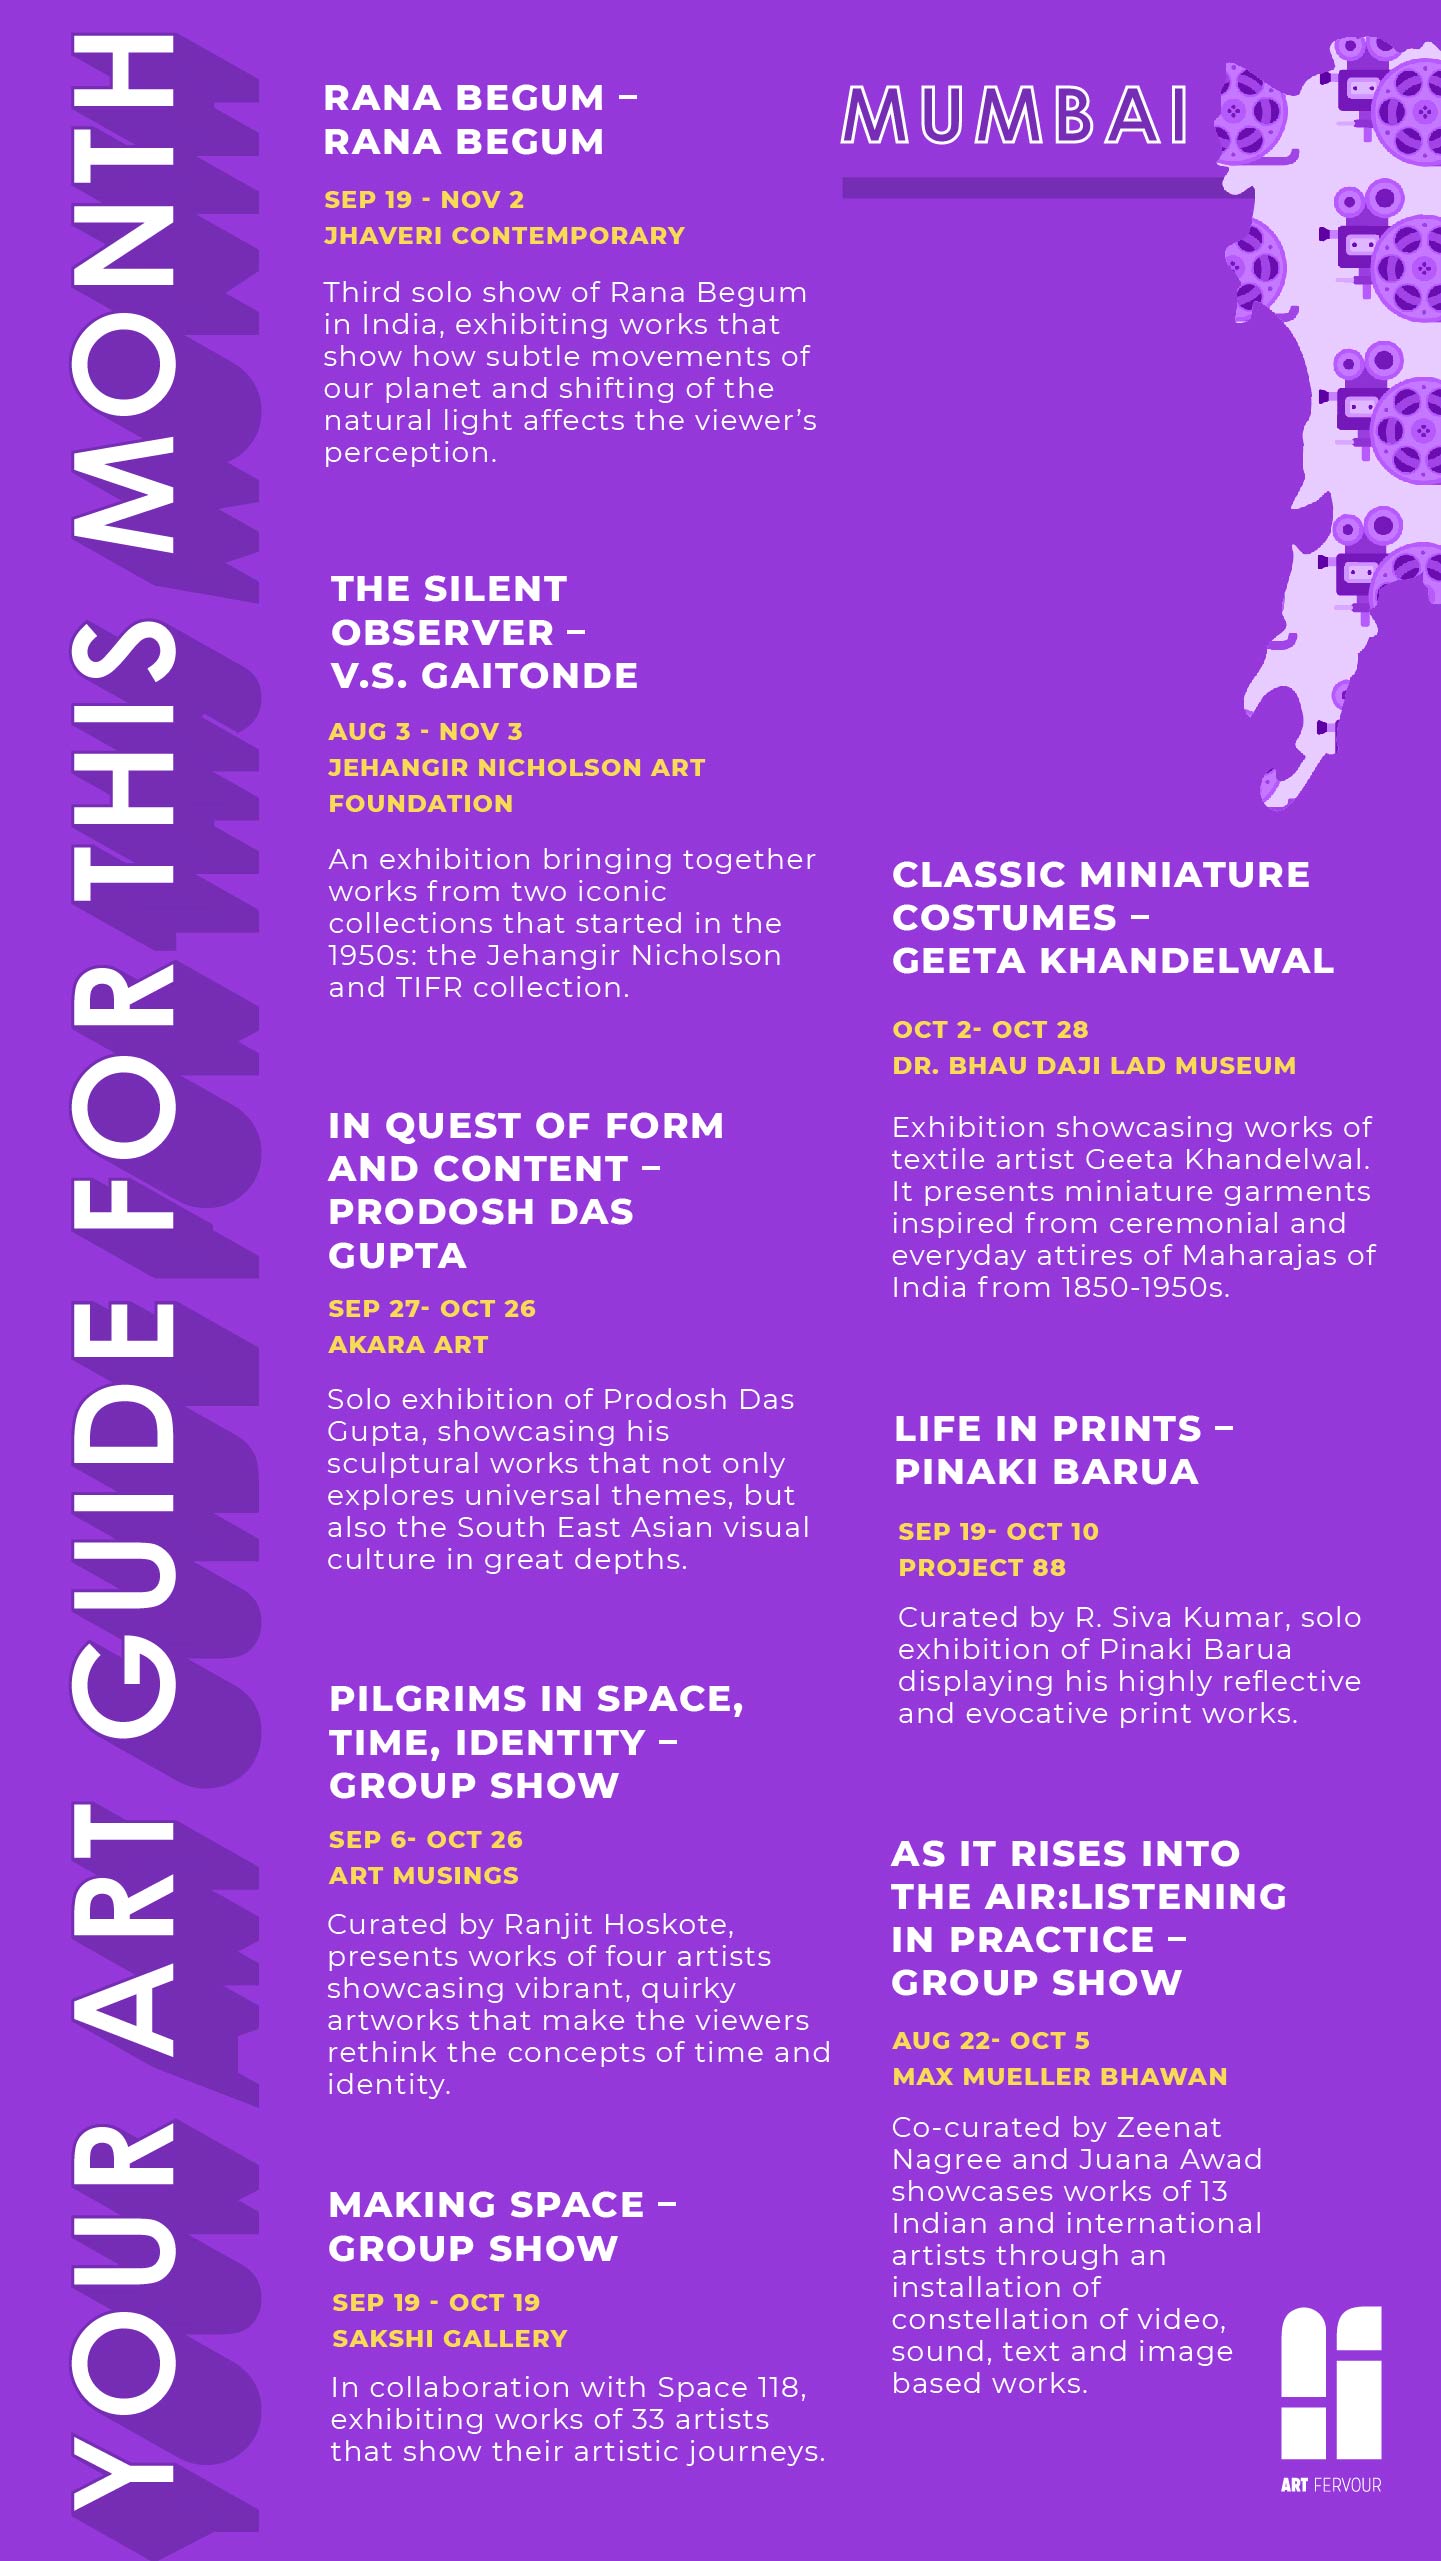 YOUR ART GUIDE FOR THIS MONTH
MUMBAI
RANA BEGUM –
RANA BEGUM
SEP 19 - NOV 2
JHAVERI CONTEMPORARY
Third solo show of Rana Begum
in India, exhibiting works that
show how subtle movements of
our planet and shifting of the
natural light affects the viewer’s
perception.
THE SILENT
OBSERVER –
V.S. GAITONDE
AUG 3 - NOV 3
JEHANGIR NICHOLSON ART
FOUNDATION
An exhibition bringing together
works from two iconic
collections that started in the
1950s: the Jehangir Nicholson
and TIFR collection.
IN QUEST OF FORM
AND CONTENT –
PRODOSH DAS
GUPTA
SEP 27- OCT 26
AKARA ART
Solo exhibition of Prodosh Das
Gupta, showcasing his
sculptural works that not only
explores universal themes, but
also the South East Asian visual
culture in great depths.
PILGRIMS IN SPACE,
TIME, IDENTITY –
GROUP SHOW
SEP 6- OCT 26
ART MUSINGS
Curated by Ranjit Hoskote,
presents works of four artists
showcasing vibrant, quirky
artworks that make the viewers
rethink the concepts of time and
identity.
MAKING SPACE –
GROUP SHOW
SEP 19 - OCT 19
SAKSHI GALLERY
In collaboration with Space 118,
exhibiting works of 33 artists
that show their artistic journeys.
CLASSIC MINIATURE
COSTUMES –
GEETA KHANDELWAL
OCT 2- OCT 28
DR. BHAU DAJI LAD MUSEUM
Exhibition showcasing works of
textile artist Geeta Khandelwal.
It presents miniature garments
inspired from ceremonial and
everyday attires of Maharajas of
India from 1850-1950s.
LIFE IN PRINTS –
PINAKI BARUA
SEP 19- OCT 10
PROJECT 88
Curated by R. Siva Kumar, solo
exhibition of Pinaki Barua
displaying his highly reflective
and evocative print works.
AS IT RISES INTO
THE AIR:LISTENING
IN PRACTICE –
GROUP SHOW
AUG 22- OCT 5
MAX MUELLER BHAWAN
Co-curated by Zeenat
Nagree and Juana Awad
showcases works of 13
Indian and international
artists through an
installation of
constellation of video,
sound, text and image
based works.
ART FERVOUR